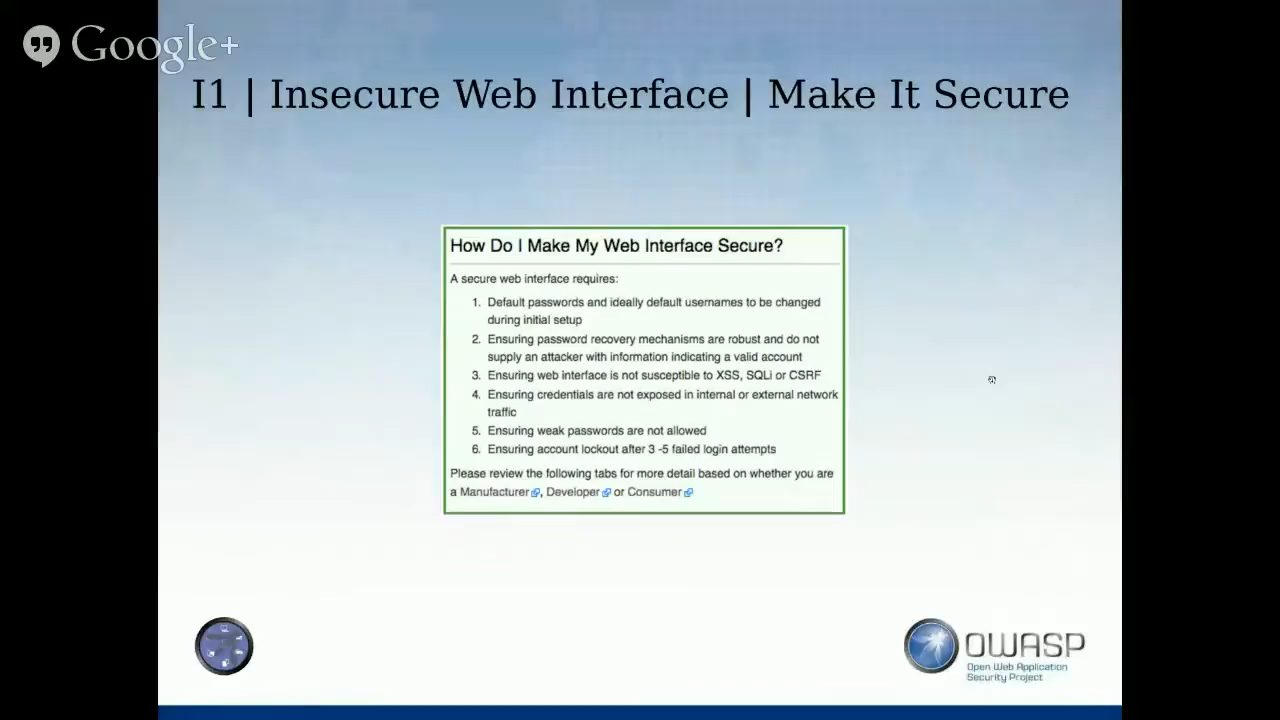 Google+
I1 | Insecure Web Interface | Make It Secure
How Do I Make My Web Interface Secure?
A secure web interface requires:
1. Default passwords and ideally default usernames to be changed
during initial setup
2. Ensuring password recovery mechanisms are robust and do not
supply an attacker with information indicating a valid account
3. Ensuring web interface is not susceptible to XSS, SQLi or CSRF
4. Ensuring credentials are not exposed in internal or external network
traffic
5. Ensuring weak passwords are not allowed
6. Ensuring account lockout after 3 -5 failed login attempts
Please review the following tabs for more detail based on whether you are
a Manufacturer, Developer or Consumer
OWASP
Open Web Application
Security Project